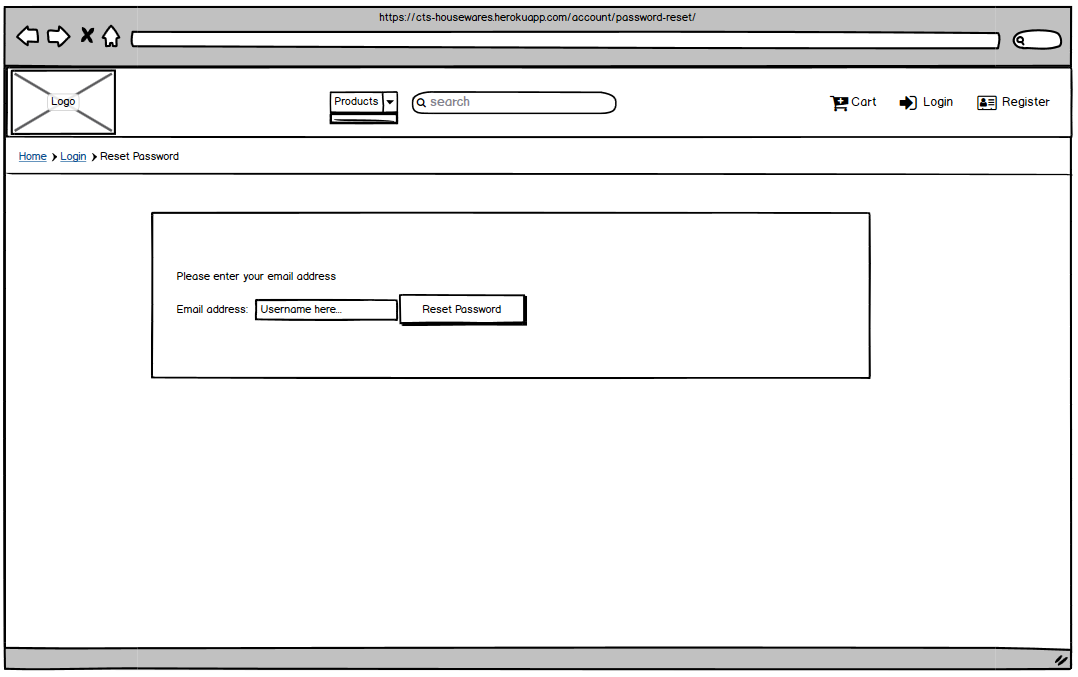 https://cts-housewares.herokuapp.com/account/password-reset/
Logo
Products
search
Cart
Login
Register
Home Login Reset Password
Please enter your email address
Email address: Username here... Reset Password